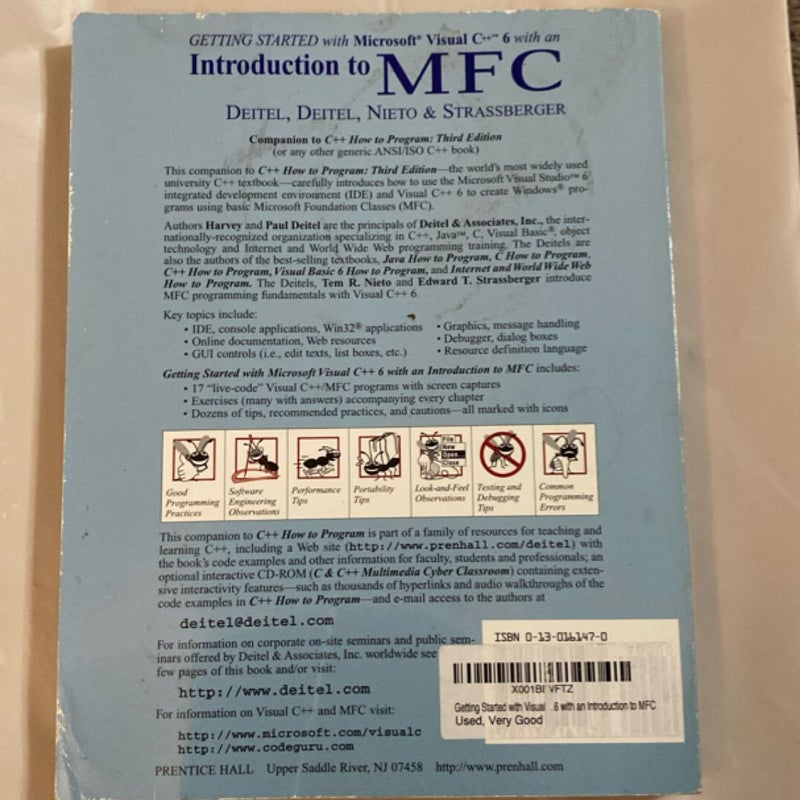 GETTING STARTED with Microsoft® Visual C++™ 6 with an
Introduction to MFC
DEITEL, DEITEL, NIETO & STRASSBERGER
Companion to C++ How to Program: Third Edition
(or any other generic ANSI/ISO C++ book)
This companion to C++ How to Program: Third Edition—the world's most widely used
university C++ textbook—carefully introduces how to use the Microsoft Visual Studio™ 6
integrated development environment (IDE) and Visual C++ 6 to create Windows® pro-
grams using basic Microsoft Foundation Classes (MFC).
Authors Harvey and Paul Deitel are the principals of Deitel & Associates, Inc., the inter-
nationally-recognized organization specializing in C++, Java™, C, Visual Basic®, object
technology and Internet and World Wide Web programming training. The Deitels are
also the authors of the best-selling textbooks, Java How to Program, C How to Program,
C++ How to Program, Visual Basic 6 How to Program, and Internet and World Wide Web
How to Program. The Deitels, Tem R. Nieto and Edward T. Strassberger introduce
MFC programming fundamentals with Visual C++ 6.
Key topics include:
• IDE, console applications, Win32® applications
• Online documentation, Web resources
• GUI controls (i.e., edit texts, list boxes, etc.)
• Graphics, message handling
• Debugger, dialog boxes
• Resource definition language
Getting Started with Microsoft Visual C++ 6 with an Introduction to MFC includes:
• 17 "live-code" Visual C++/MFC programs with screen captures
• Exercises (many with answers) accompanying every chapter
• Dozens of tips, recommended practices, and cautions—all marked with icons
File
New
Open...
Close
Good
Programming
Practices
Software
Engineering
Observations
Performance
Tips
Portability
Tips
Look-and-Feel
Observations
Testing and
Debugging
Tips
Common
Programming
Errors
This companion to C++ How to Program is part of a family of resources for teaching and
learning C++, including a Web site (http://www.prenhall.com/deitel) with
the book's code examples and other information for faculty, students and professionals; an
optional interactive CD-ROM (C & C++ Multimedia Cyber Classroom) containing exten-
sive interactivity features—such as thousands of hyperlinks and audio walkthroughs of the
code examples in C++ How to Program—and e-mail access to the authors at
deitel@deitel.com
For information on corporate on-site seminars and public sem-
inars offered by Deitel & Associates, Inc. worldwide see
few pages of this book and/or visit:
http://www.deitel.com
For information on Visual C++ and MFC visit:
http://www.microsoft.com/visualc
http://www.codeguru.com
PRENTICE HALL Upper Saddle River, NJ 07458 http://www.prenhall.com
ISBN 0-13-016147-0
Getting Started with Visual ..6 with an Introduction to MFC
Used, Very Good